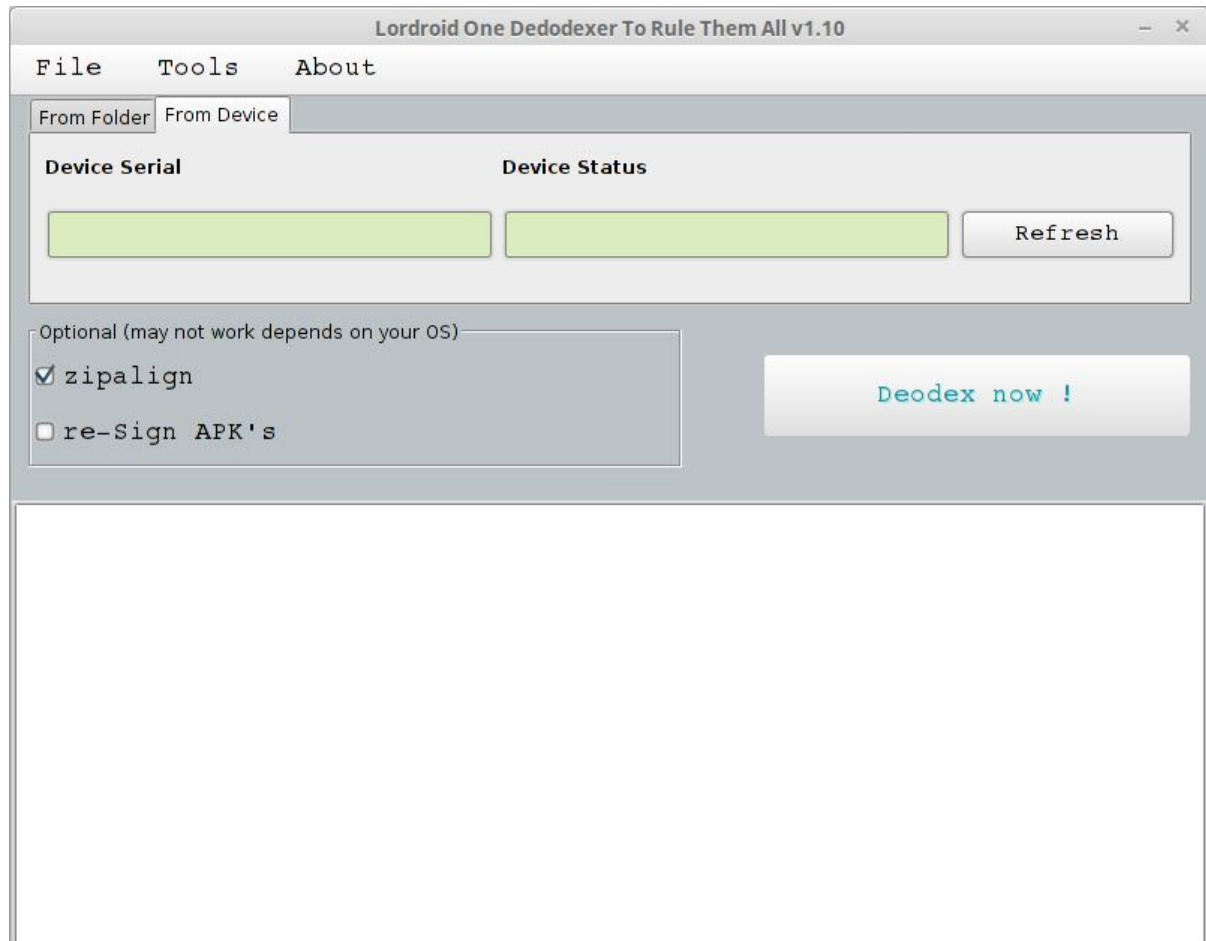 Lordroid One Dedodexer To Rule Them All v1.10
File Tools About
From Folder From Device
Device Serial Device Status
Refresh
Optional (may not work depends on your OS)
zipalign
Deodex now !
re-Sign APK's